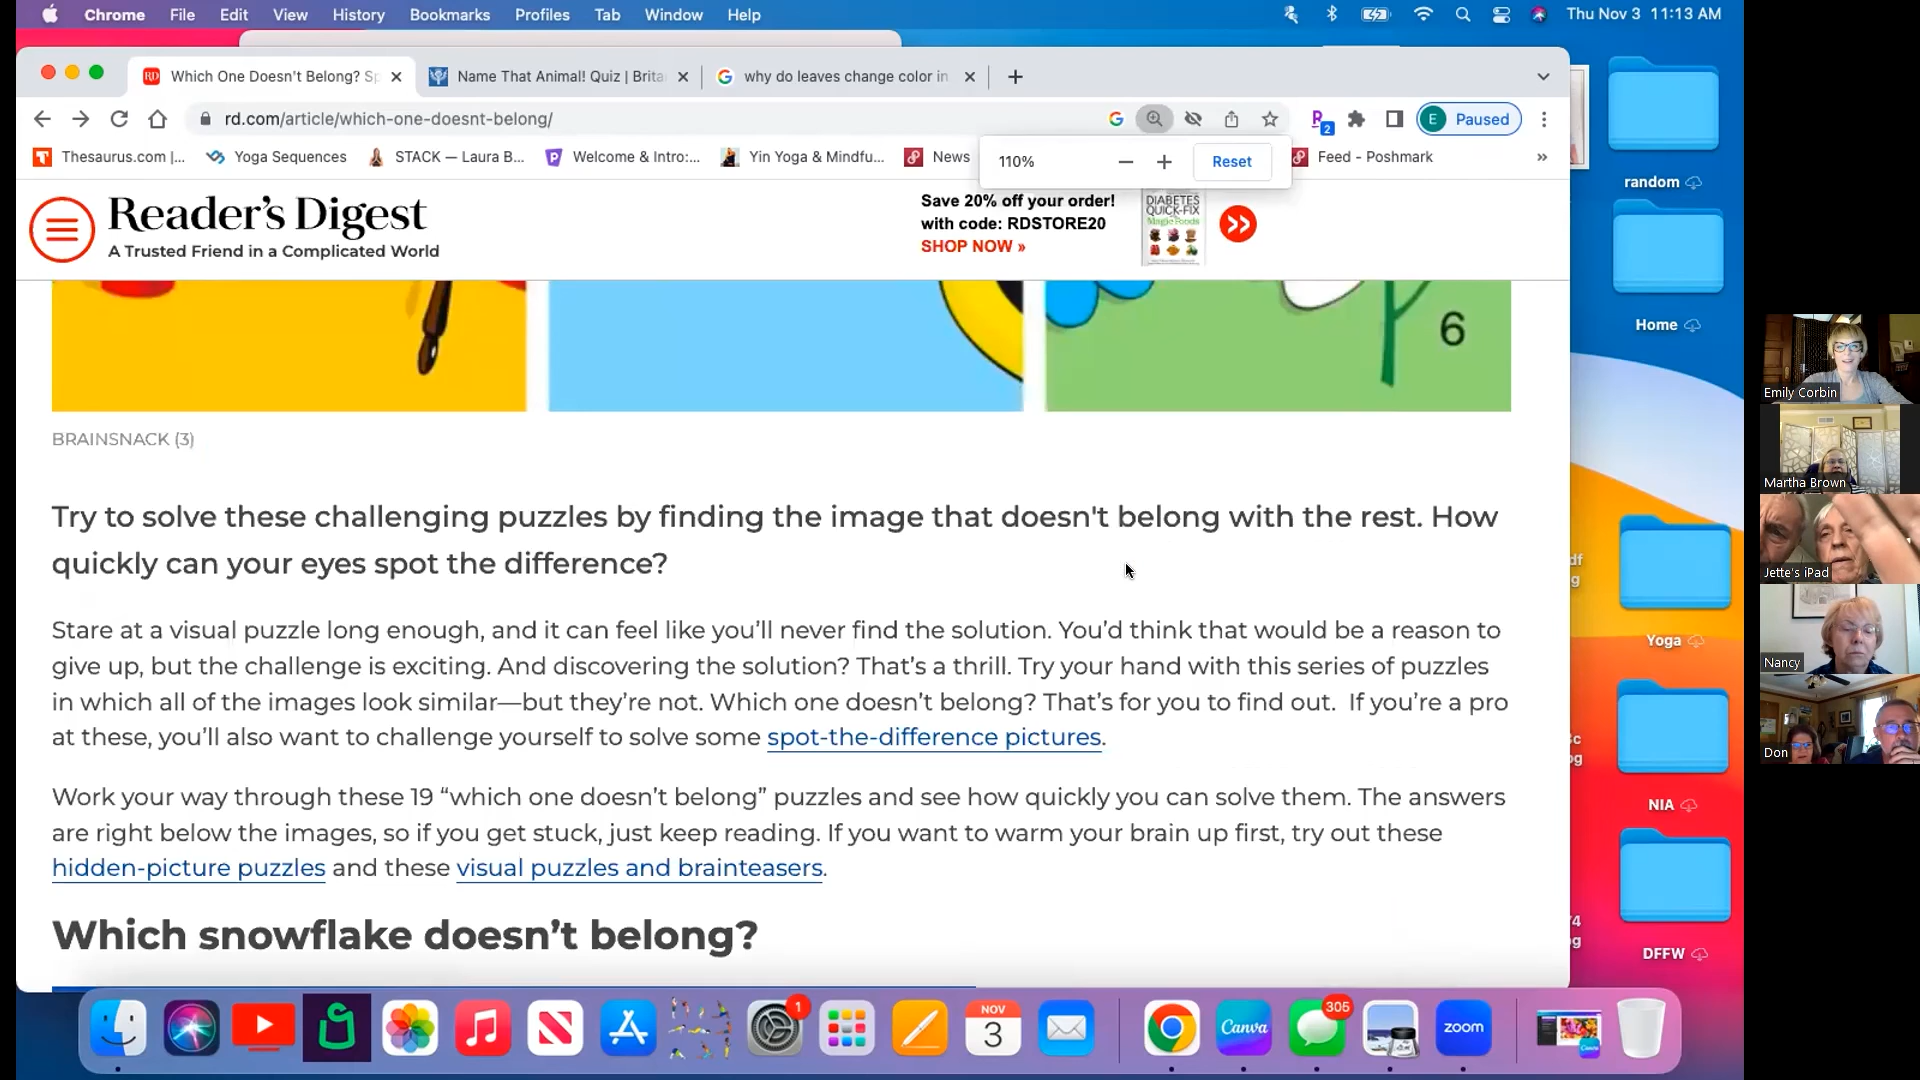 Chrome File Edit View History Bookmarks Profiles Tab Window Help
Thu Nov 3 11:13 AM
Which One Doesn't Belong? Sp
Name That Animal! Quiz | Brita
why do leaves change color in
rd.com/article/which-one-doesnt-belong/
2
E Paused
Thesaurus.com |...
Yoga Sequences
STACK — Laura B...
Welcome & Intro:...
Yin Yoga & Mindfu...
News
Feed - Poshmark
110%
Reset
Reader's Digest
A Trusted Friend in a Complicated World
Save 20% off your order!
with code: RDSTORE20
SHOP NOW »
DIABETES
QUICK-FIX
Magic Foods
6
BRAINSNACK (3)
Try to solve these challenging puzzles by finding the image that doesn't belong with the rest. How
quickly can your eyes spot the difference?
Stare at a visual puzzle long enough, and it can feel like you’ll never find the solution. You’d think that would be a reason to
give up, but the challenge is exciting. And discovering the solution? That’s a thrill. Try your hand with this series of puzzles
in which all of the images look similar—but they’re not. Which one doesn’t belong? That’s for you to find out. If you’re a pro
at these, you’ll also want to challenge yourself to solve some spot-the-difference pictures.
Work your way through these 19 “which one doesn’t belong” puzzles and see how quickly you can solve them. The answers
are right below the images, so if you get stuck, just keep reading. If you want to warm your brain up first, try out these
hidden-picture puzzles and these visual puzzles and brainteasers.
Which snowflake doesn’t belong?
random
Home
Yoga
NIA
DFFW
Emily Corbin
Martha Brown
Jette's iPad
Nancy
Don
1
NOV
3
Canva
305
zoom